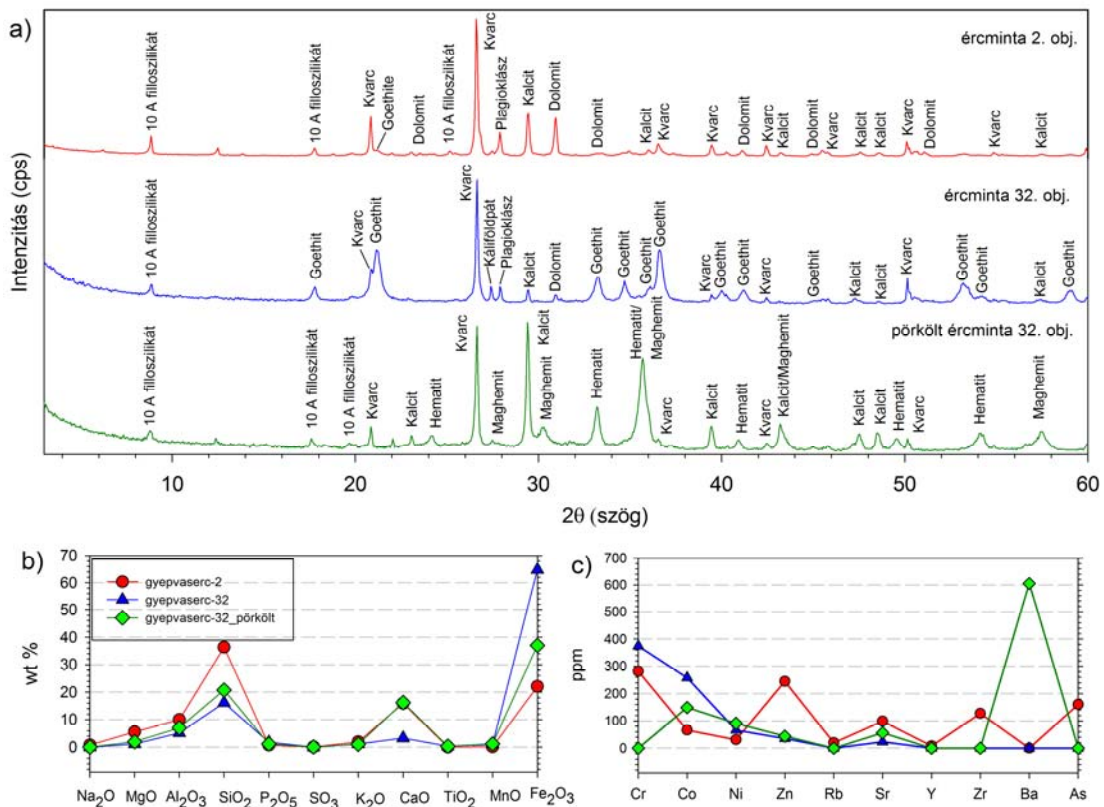 a)
Intenzitás (cps)
ércminta 2. obj.
10 A filloszilikát
10 A filloszilikát
Kvarc
Goethite
Dolomit
10 A filloszilikát
Kvarc
Plagioklász
Kalcit
Dolomit
Dolomit
Kalcit
Kvarc
Kvarc
Dolomit
Kvarc
Kalcit
Dolomit
Kvarc
Kalcit
Kalcit
Kvarc
Dolomit
Kvarc
Kalcit
ércminta 32. obj.
10 A filloszilikát
Goethit
Kvarc
Goethit
Kvarc
Káliföldpát
Plagioklász
Kalcit
Dolomit
Goethit
Goethit
Goethit
Goethit
Kvarc
Goethit
Goethit
Kvarc
Goethit
Kalcit
Kalcit
Kvarc
Goethit
Goethit
Kalcit
Goethit
pörkölt ércminta 32. obj.
10 A filloszilikát
10 A filloszilikát
10 A filloszilikát
Kvarc
Kalcit
Hematit
Kvarc
Maghemit
Kalcit
Maghemit
Hematit
Hematit/
Maghemit
Kvarc
Kalcit
Hematit
Kvarc
Kalcit/Maghemit
Kalcit
Kalcit
Hematit
Kvarc
Hematit
Maghemit
10 20 30 40 50 60
2θ (szög)
b)
wt %
70
60
50
40
30
20
10
0
gyepvaserc-2
gyepvaserc-32
gyepvaserc-32_pörkölt
Na2O MgO Al2O3 SiO2 P2O5 SO3 K2O CaO TiO2 MnO Fe2O3
c)
ppm
700
600
500
400
300
200
100
0
Cr Co Ni Zn Rb Sr Y Zr Ba As